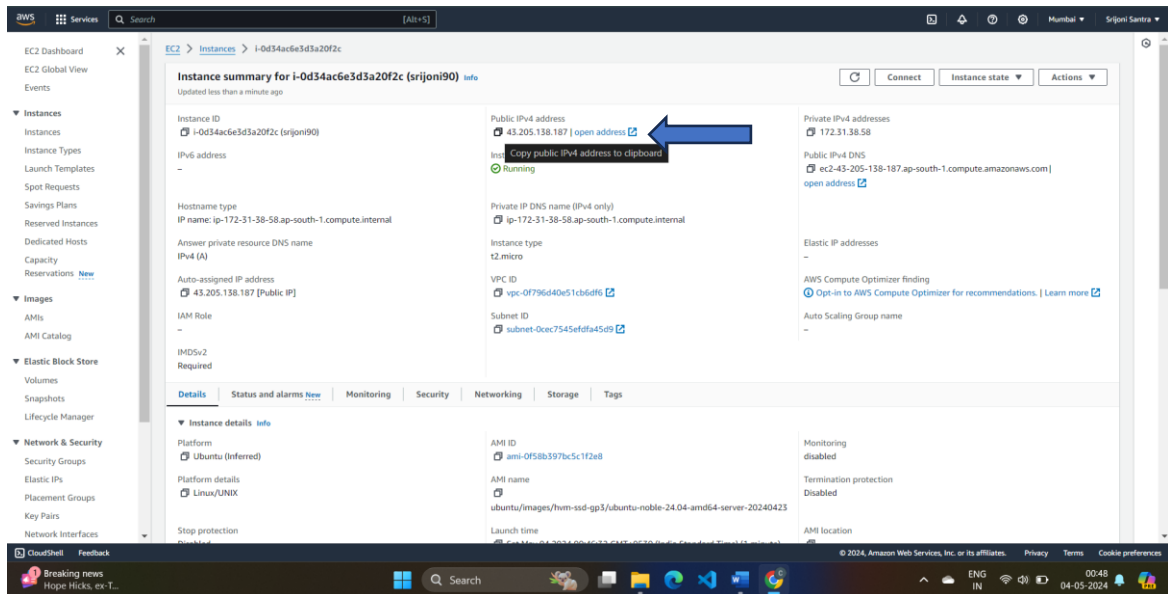 aws
Services
Search
[Alt+S]
Mumbai
Srijoni Santra
EC2 Dashboard
EC2 Global View
Events
Instances
Instances
Instance Types
Launch Templates
Spot Requests
Savings Plans
Reserved Instances
Dedicated Hosts
Capacity
Reservations New
Images
AMIs
AMI Catalog
Elastic Block Store
Volumes
Snapshots
Lifecycle Manager
Network & Security
Security Groups
Elastic IPs
Placement Groups
Key Pairs
Network Interfaces
EC2 > Instances > i-0d34ac6e3d3a20f2c
Instance summary for i-0d34ac6e3d3a20f2c (srijoni90) Info
Updated less than a minute ago
Connect
Instance state
Actions
Instance ID
i-0d34ac6e3d3a20f2c (srijoni90)
Public IPv4 address
43.205.138.187 | open address
Copy public IPv4 address to clipboard
Private IPv4 addresses
172.31.38.58
IPv6 address
–
Inst
Running
Public IPv4 DNS
ec2-43-205-138-187.ap-south-1.compute.amazonaws.com |
open address
Hostname type
IP name: ip-172-31-38-58.ap-south-1.compute.internal
Private IP DNS name (IPv4 only)
ip-172-31-38-58.ap-south-1.compute.internal
Answer private resource DNS name
IPv4 (A)
Instance type
t2.micro
Elastic IP addresses
–
Auto-assigned IP address
43.205.138.187 [Public IP]
VPC ID
vpc-0f796d40e51cb6df6
AWS Compute Optimizer finding
Opt-in to AWS Compute Optimizer for recommendations. | Learn more
IAM Role
–
Subnet ID
subnet-0cec7545efdfa45d9
Auto Scaling Group name
–
IMDSv2
Required
Details
Status and alarms New
Monitoring
Security
Networking
Storage
Tags
Instance details Info
Platform
Ubuntu (Inferred)
AMI ID
ami-0f58b397bc5c1f2e8
Monitoring
disabled
Platform details
Linux/UNIX
AMI name
ubuntu/images/hvm-ssd-gp3/ubuntu-noble-24.04-amd64-server-20240423
Termination protection
Disabled
Stop protection
Launch time
AMI location
CloudShell
Feedback
© 2024, Amazon Web Services, Inc. or its affiliates.
Privacy
Terms
Cookie preferences
1
Breaking news
Hope Hicks, ex-T...
Search
ENG
IN
00:48
04-05-2024